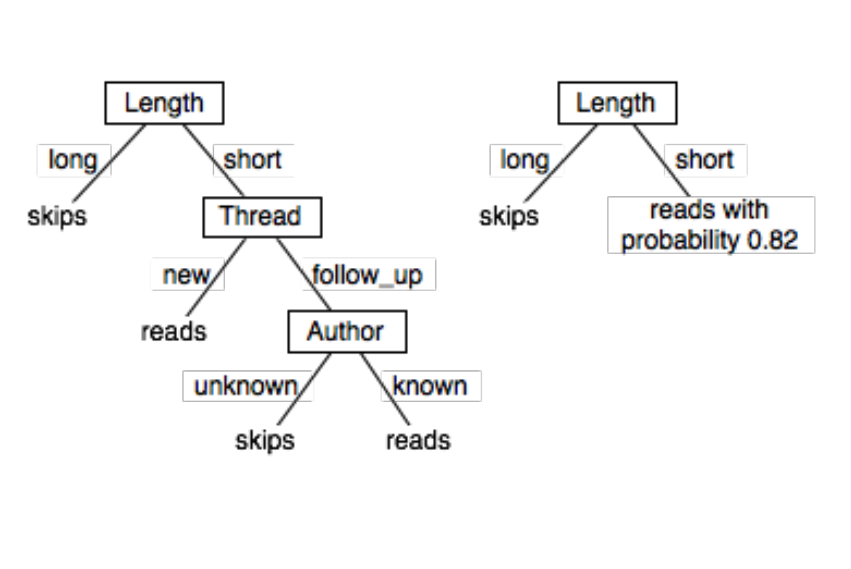 Length
long
short
skips
Thread
new
follow_up
reads
Author
unknown
known
skips
reads
Length
long
short
skips
reads with
probability 0.82